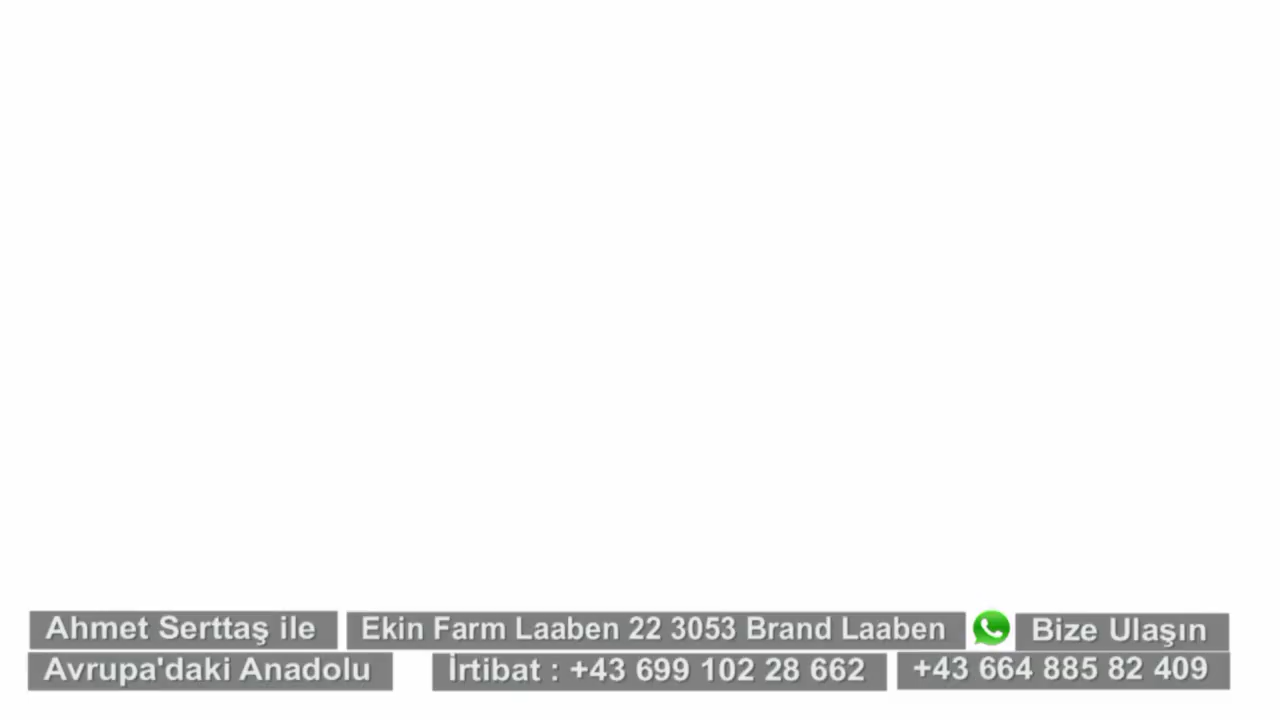 Ahmet Serttaş ile
Avrupa'daki Anadolu
Ekin Farm Laaben 22 3053 Brand Laaben
İrtibat : +43 699 102 28 662
Bize Ulaşın
+43 664 885 82 409